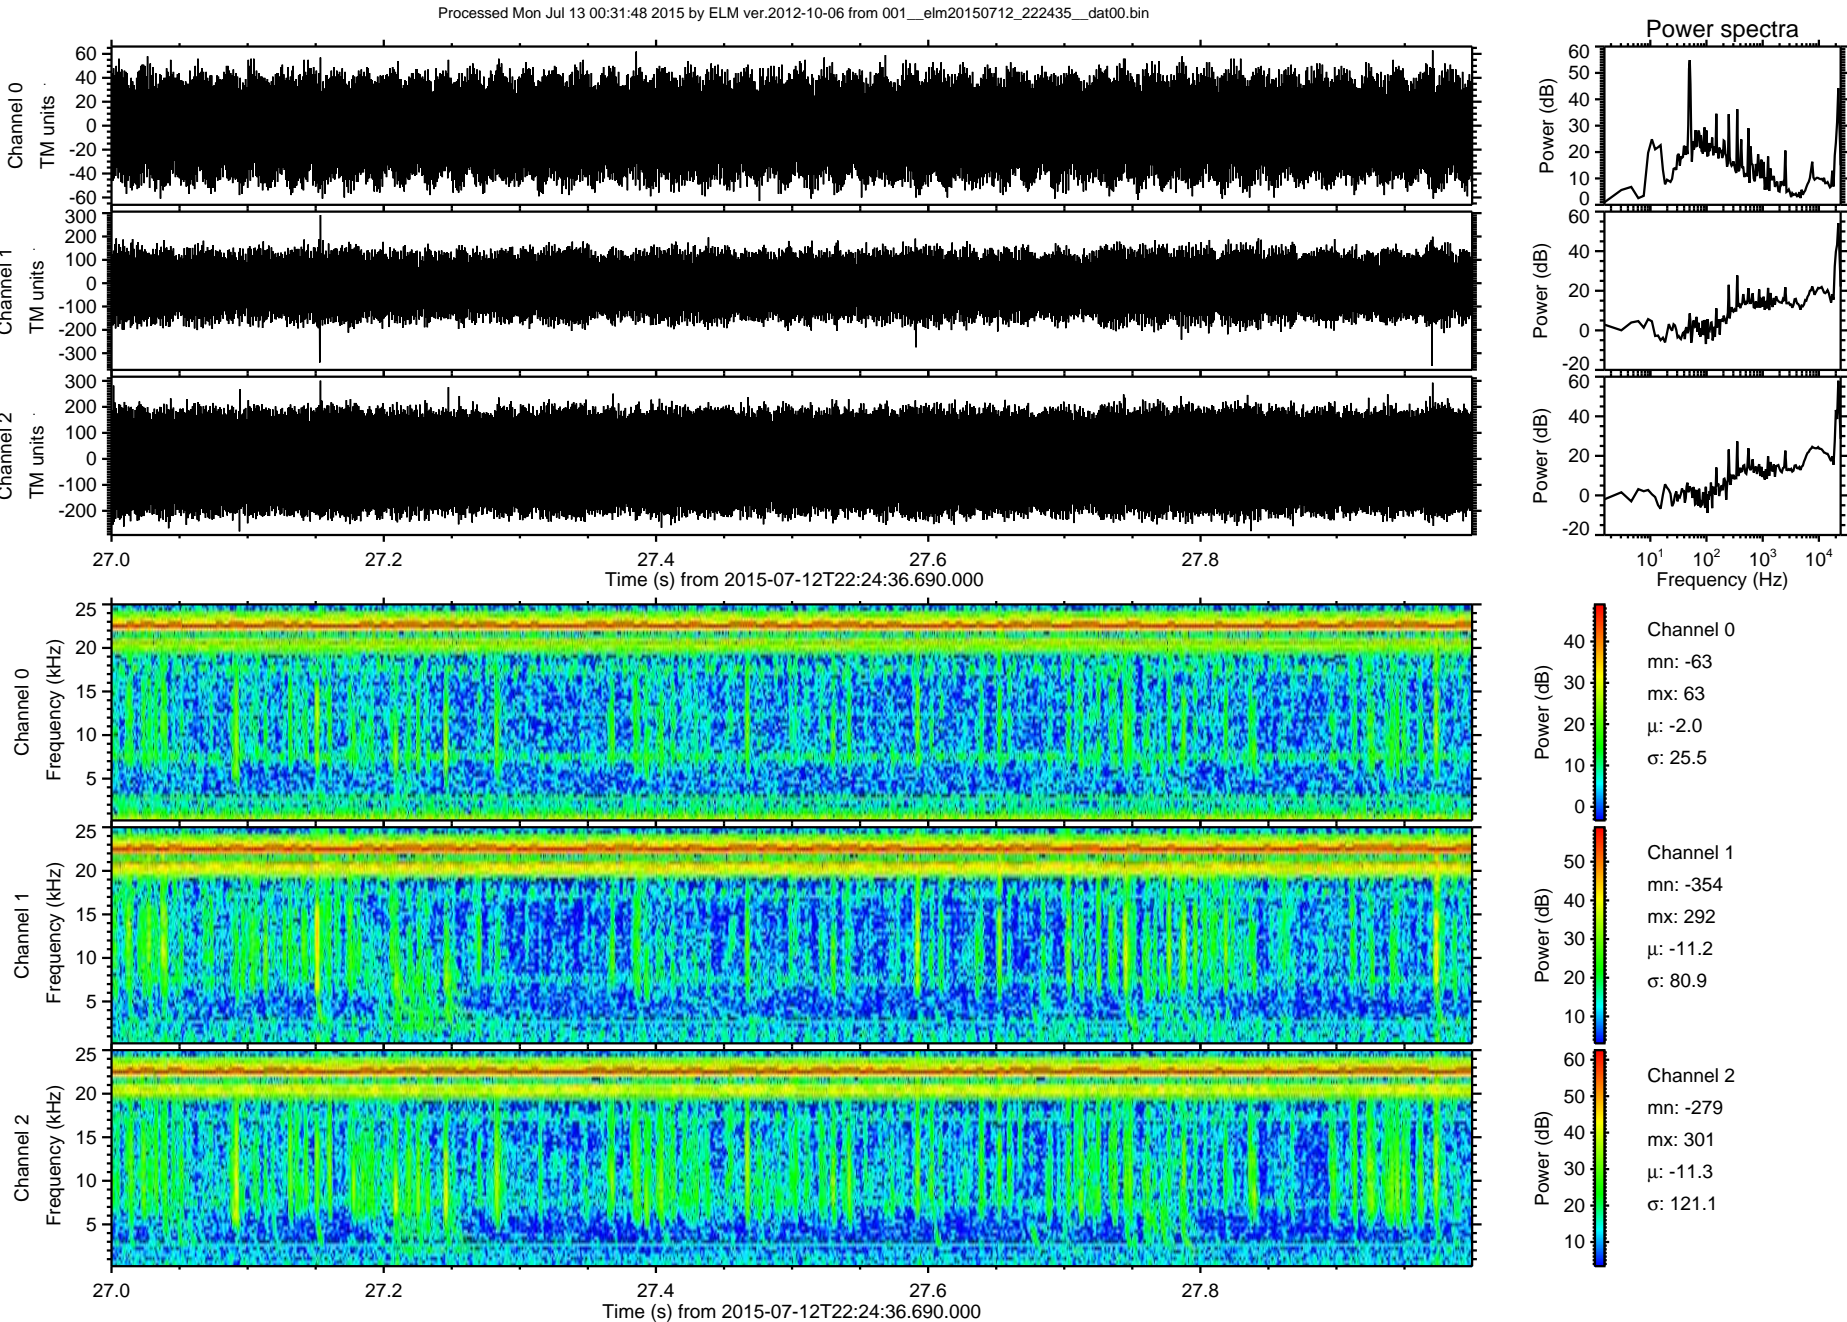 Processed Mon Jul 13 00:31:48 2015 by ELM ver.2012-10-06 from 001__elm20150712_222435__dat00.bin
Power spectra
Channel 0
TM units
60
40
20
0
-20
-40
-60
Power (dB)
60
50
40
30
20
10
0
Channel 1
TM units
300
200
100
0
-100
-200
-300
Power (dB)
60
40
20
0
-20
Channel 2
TM units
300
200
100
0
-100
-200
Power (dB)
60
40
20
0
-20
27.0 27.2 27.4 27.6 27.8
Time (s) from 2015-07-12T22:24:36.690.000
10¹ 10² 10³ 10⁴
Frequency (Hz)
Channel 0
Frequency (kHz)
25
20
15
10
5
Power (dB)
40
30
20
10
0
Channel 0
mn: -63
mx: 63
μ: -2.0
σ: 25.5
Channel 1
Frequency (kHz)
25
20
15
10
5
Power (dB)
50
40
30
20
10
Channel 1
mn: -354
mx: 292
μ: -11.2
σ: 80.9
Channel 2
Frequency (kHz)
25
20
15
10
5
Power (dB)
60
50
40
30
20
10
Channel 2
mn: -279
mx: 301
μ: -11.3
σ: 121.1
27.0 27.2 27.4 27.6 27.8
Time (s) from 2015-07-12T22:24:36.690.000